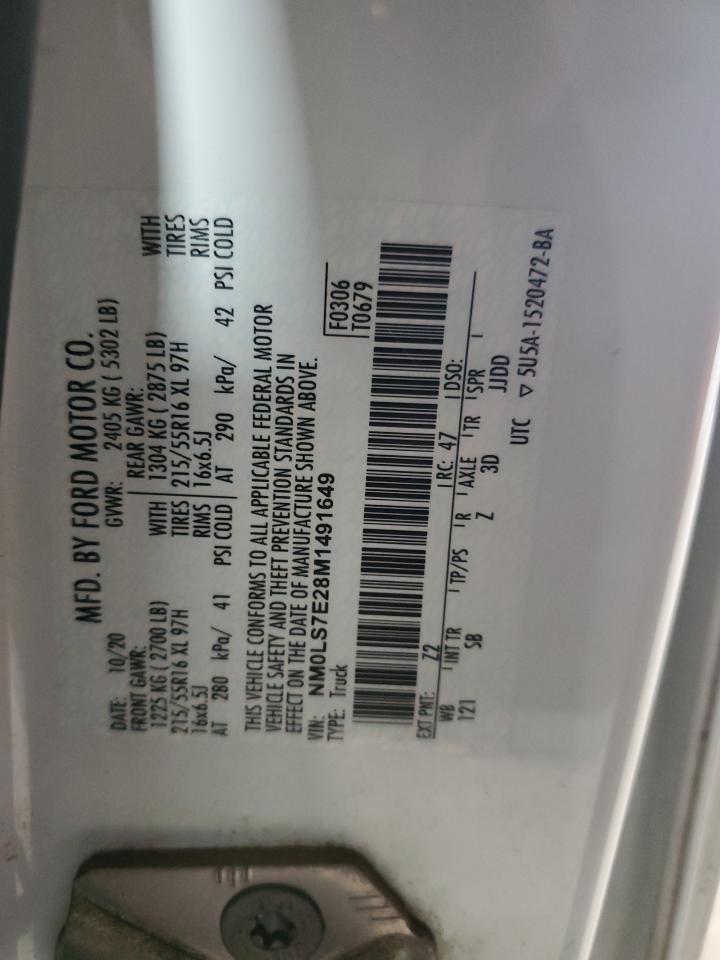 MFD. BY FORD MOTOR CO.
DATE: 10/20 GVWR: 2405 KG ( 5302 LB)
FRONT GAWR: REAR GAWR:
1225 KG ( 2700 LB) WITH 1304 KG ( 2875 LB) WITH
215/55R16 XL 97H TIRES 215/55R16 XL 97H TIRES
16x6.5J RIMS 16x6.5J RIMS
AT 280 kPa/ 41 PSI COLD AT 290 kPa/ 42 PSI COLD
THIS VEHICLE CONFORMS TO ALL APPLICABLE FEDERAL MOTOR
VEHICLE SAFETY AND THEFT PREVENTION STANDARDS IN
EFFECT ON THE DATE OF MANUFACTURE SHOWN ABOVE.
VIN: NM0LS7E28M1491649 F0306
TYPE: Truck T0679
EXT PNT: Z2 RC: 47 DSO:
WB INT TR TP/PS R AXLE TR SPR
121 SB Z 3D JJDD
UTC ▽ 5U5A-1520472-BA